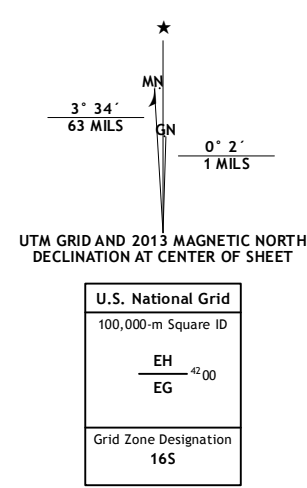 MN
3° 34´
63 MILS
GN
0° 2´
1 MILS
UTM GRID AND 2013 MAGNETIC NORTH
DECLINATION AT CENTER OF SHEET
U.S. National Grid
100,000-m Square ID
EH
4200
EG
Grid Zone Designation
16S